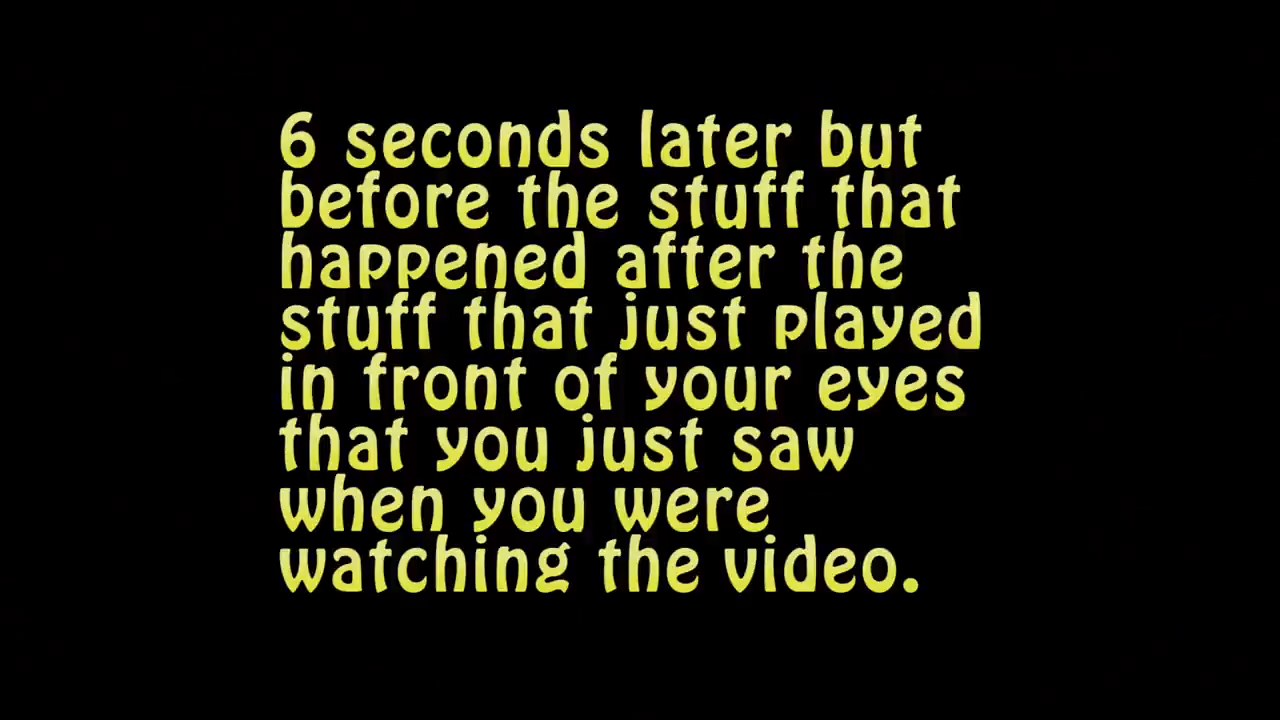 6 seconds later but
before the stuff that
happened after the
stuff that just played
in front of your eyes
that you just saw
when you were
watching the video.